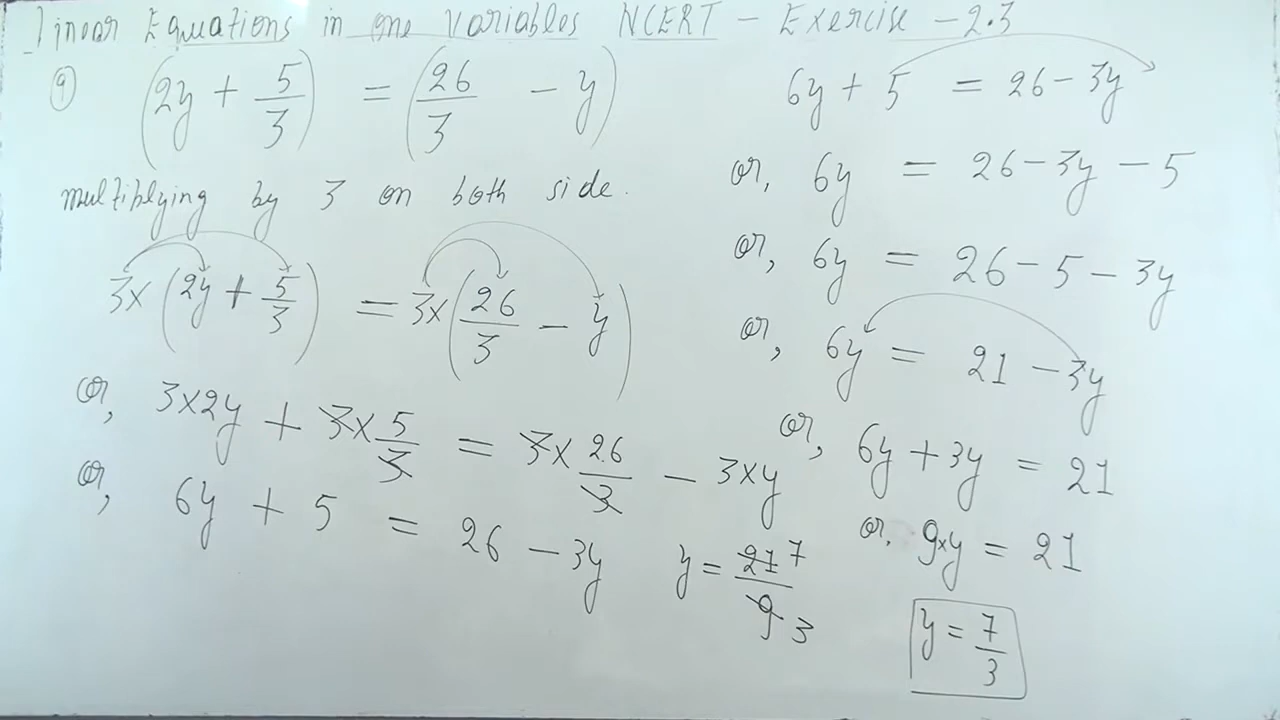 Linear Equations in one Variables NCERT - Exercise - 2.3
9) (2y + 5/3) = (26/3 - y)
multiplying by 3 on both side.
3x(2y + 5/3) = 3x(26/3 - y)
or, 3x2y + 3x5/3 = 3x26/3 - 3xy
or, 6y + 5 = 26 - 3y
6y + 5 = 26 - 3y
or, 6y = 26 - 3y - 5
or, 6y = 26 - 5 - 3y
or, 6y = 21 - 3y
or, 6y + 3y = 21
or, 9xy = 21
y = 21/9 7 3
y = 7/3